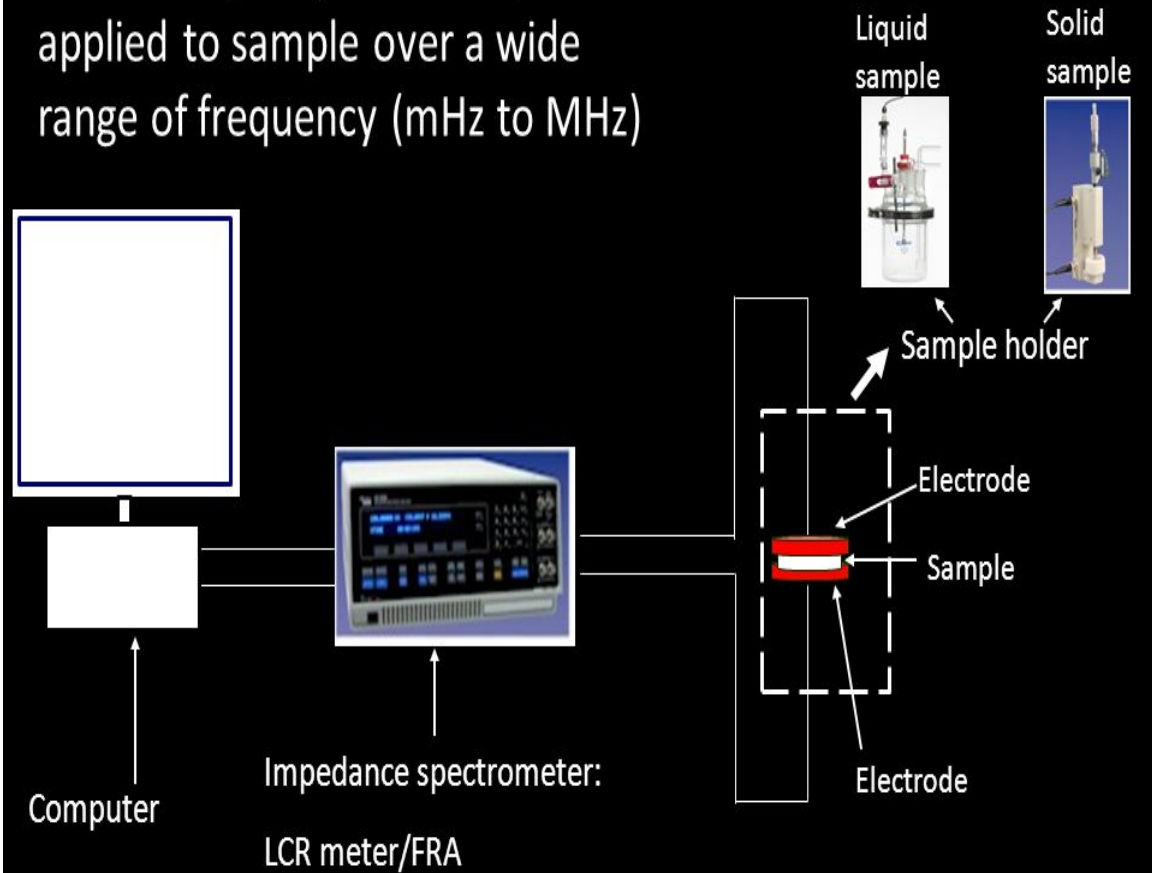 applied to sample over a wide
range of frequency (mHz to MHz)
Liquid
sample
Solid
sample
Sample holder
Electrode
Sample
Electrode
Computer
Impedance spectrometer:
LCR meter/FRA